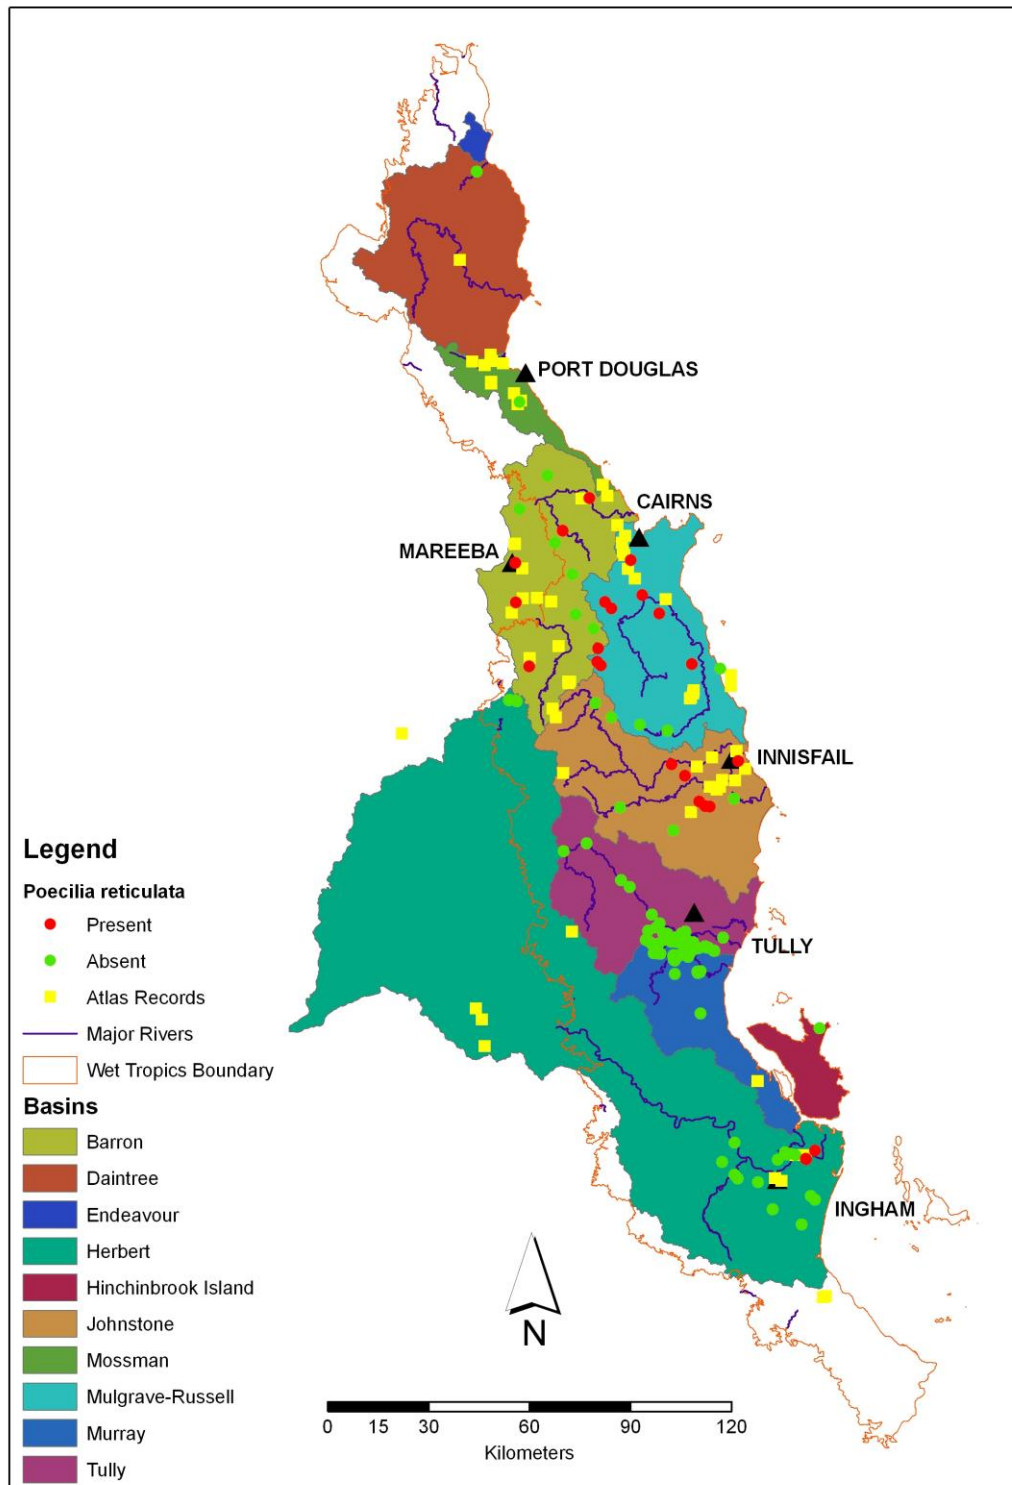 PORT DOUGLAS
CAIRNS
MAREEBA
INNISFAIL
TULLY
INGHAM
Legend
Poecilia reticulata
Present
Absent
Atlas Records
Major Rivers
Wet Tropics Boundary
Basins
Barron
Daintree
Endeavour
Herbert
Hinchinbrook Island
Johnstone
Mossman
Mulgrave-Russell
Murray
Tully
N
0 15 30 60 90 120
Kilometers